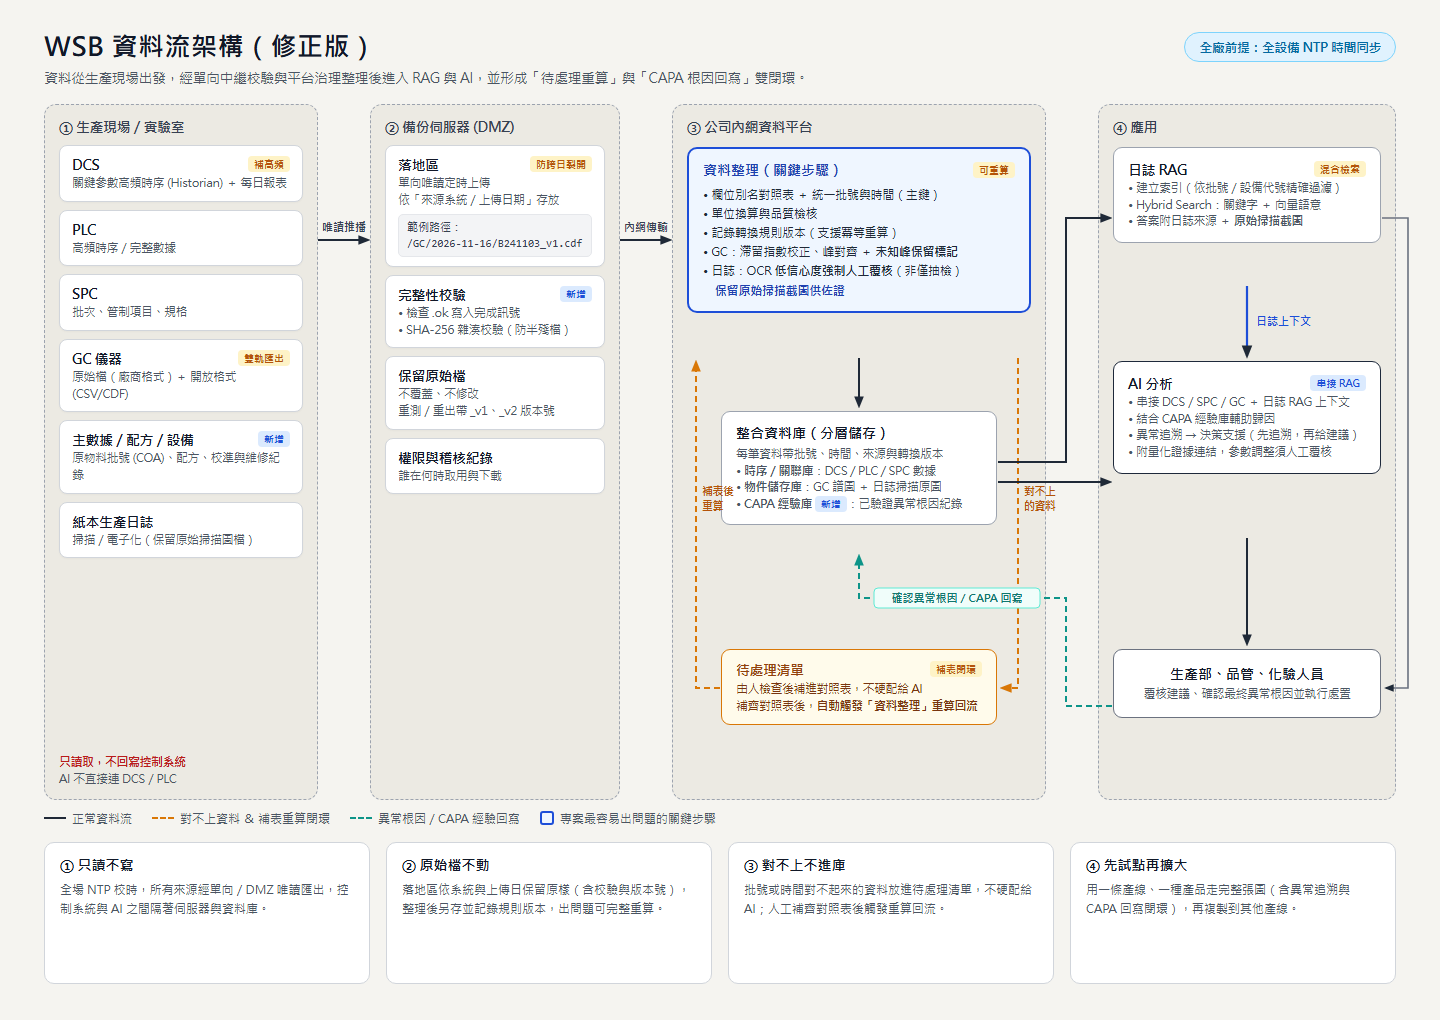 WSB 資料流架構（修正版）
全廠前提：全設備 NTP 時間同步
資料從生產現場出發，經單向中繼校驗與平台治理整理後進入 RAG 與 AI，並形成「待處理重算」與「CAPA 根因回寫」雙閉環。
① 生產現場 / 實驗室
DCS
補高頻
關鍵參數高頻時序 (Historian) + 每日報表
PLC
高頻時序 / 完整數據
SPC
批次、管制項目、規格
GC 儀器
雙軌匯出
原始檔（廠商格式）+ 開放格式
(CSV/CDF)
主數據 / 配方 / 設備
新增
原物料批號 (COA)、配方、校準與維修紀
錄
紙本生產日誌
掃描 / 電子化（保留原始掃描圖檔）
只讀取，不回寫控制系統
AI 不直接連 DCS / PLC
唯讀推播
② 備份伺服器 (DMZ)
落地區
防跨日裂開
單向唯讀定時上傳
依「來源系統 / 上傳日期」存放
範例路徑：
/GC/2026-11-16/B241103_v1.cdf
完整性校驗
新增
• 檢查 .ok 寫入完成訊號
• SHA-256 雜湊校驗（防半殘檔）
保留原始檔
不覆蓋、不修改
重測 / 重出帶 _v1、_v2 版本號
權限與稽核紀錄
誰在何時取用與下載
內網傳輸
③ 公司內網資料平台
資料整理（關鍵步驟）
可重算
• 欄位別名對照表 + 統一批號與時間（主鍵）
• 單位換算與品質檢核
• 記錄轉換規則版本（支援冪等重算）
• GC：滯留指數校正、峰對齊 + 未知峰保留標記
• 日誌：OCR 低信心度強制人工覆核（非僅抽檢）
保留原始掃描截圖供佐證
整合資料庫（分層儲存）
每筆資料帶批號、時間、來源與轉換版本
• 時序 / 關聯庫：DCS / PLC / SPC 數據
• 物件儲存庫：GC 譜圖 + 日誌掃描原圖
• CAPA 經驗庫 新增 ：已驗證異常根因紀錄
補表後
重算
對不上
的資料
確認異常根因 / CAPA 回寫
待處理清單
補表閉環
由人檢查後補進對照表，不硬配給 AI
補齊對照表後，自動觸發「資料整理」重算回流
④ 應用
日誌 RAG
混合檢索
• 建立索引（依批號 / 設備代號精確過濾）
• Hybrid Search：關鍵字 + 向量語意
• 答案附日誌來源 + 原始掃描截圖
日誌上下文
AI 分析
串接 RAG
• 串接 DCS / SPC / GC + 日誌 RAG 上下文
• 結合 CAPA 經驗庫輔助歸因
• 異常追溯 → 決策支援（先追溯，再給建議）
• 附量化證據連結，參數調整須人工覆核
生產部、品管、化驗人員
覆核建議、確認最終異常根因並執行處置
正常資料流
對不上資料 & 補表重算閉環
異常根因 / CAPA 經驗回寫
專案最容易出問題的關鍵步驟
① 只讀不寫
全場 NTP 校時，所有來源經單向 / DMZ 唯讀匯出，控
制系統與 AI 之間隔著伺服器與資料庫。
② 原始檔不動
落地區依系統與上傳日保留原樣（含校驗與版本號），
整理後另存並記錄規則版本，出問題可完整重算。
③ 對不上不進庫
批號或時間對不起來的資料放進待處理清單，不硬配給
AI；人工補齊對照表後觸發重算回流。
④ 先試點再擴大
用一條產線、一種產品走完整張圖（含異常追溯與
CAPA 回寫閉環），再複製到其他產線。